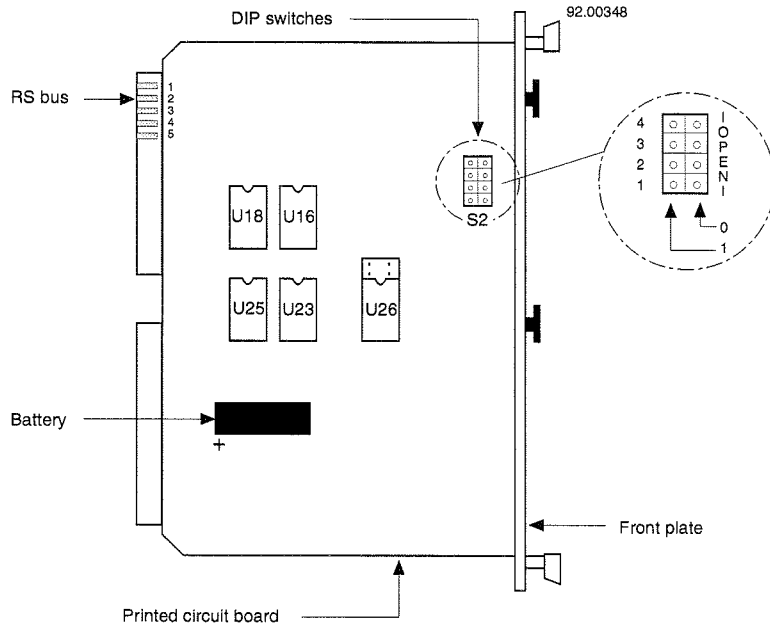 DIP switches
92.00348
RS bus
1
2
3
4
5
4
3
2
1
IOPENI
0
1
S2
U18
U16
U25
U23
U26
Battery
+
Front plate
Printed circuit board